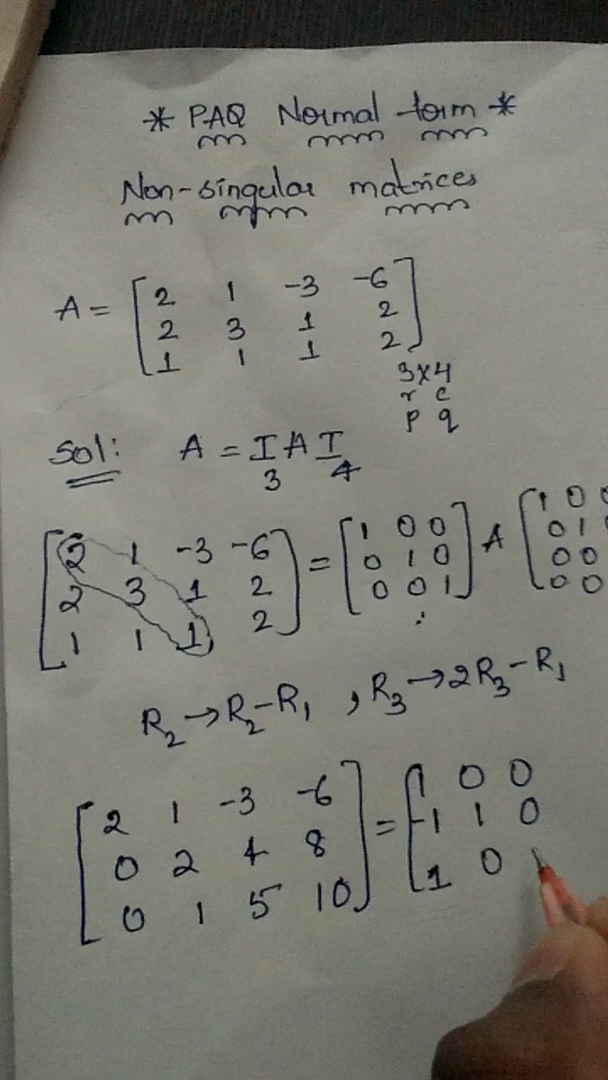 * PAQ Normal form *
Non-singular matrices
A = [ 2 1 -3 -6
2 3 1 2
1 1 1 2 ]
3×4
r c
p q
Sol: A = I₃ A I₄
[ 2 1 -3 -6 ] = [ 1 0 0 ] A [ 1 0 0
2 3 1 2 0 1 0 0 1
1 1 1 2 0 0 1 0 0
0 0
R₂→R₂-R₁ , R₃→2R₃-R₁
[ 2 1 -3 -6 ] = [ 1 0 0
0 2 4 8 -1 1 0
0 1 5 10 1 0